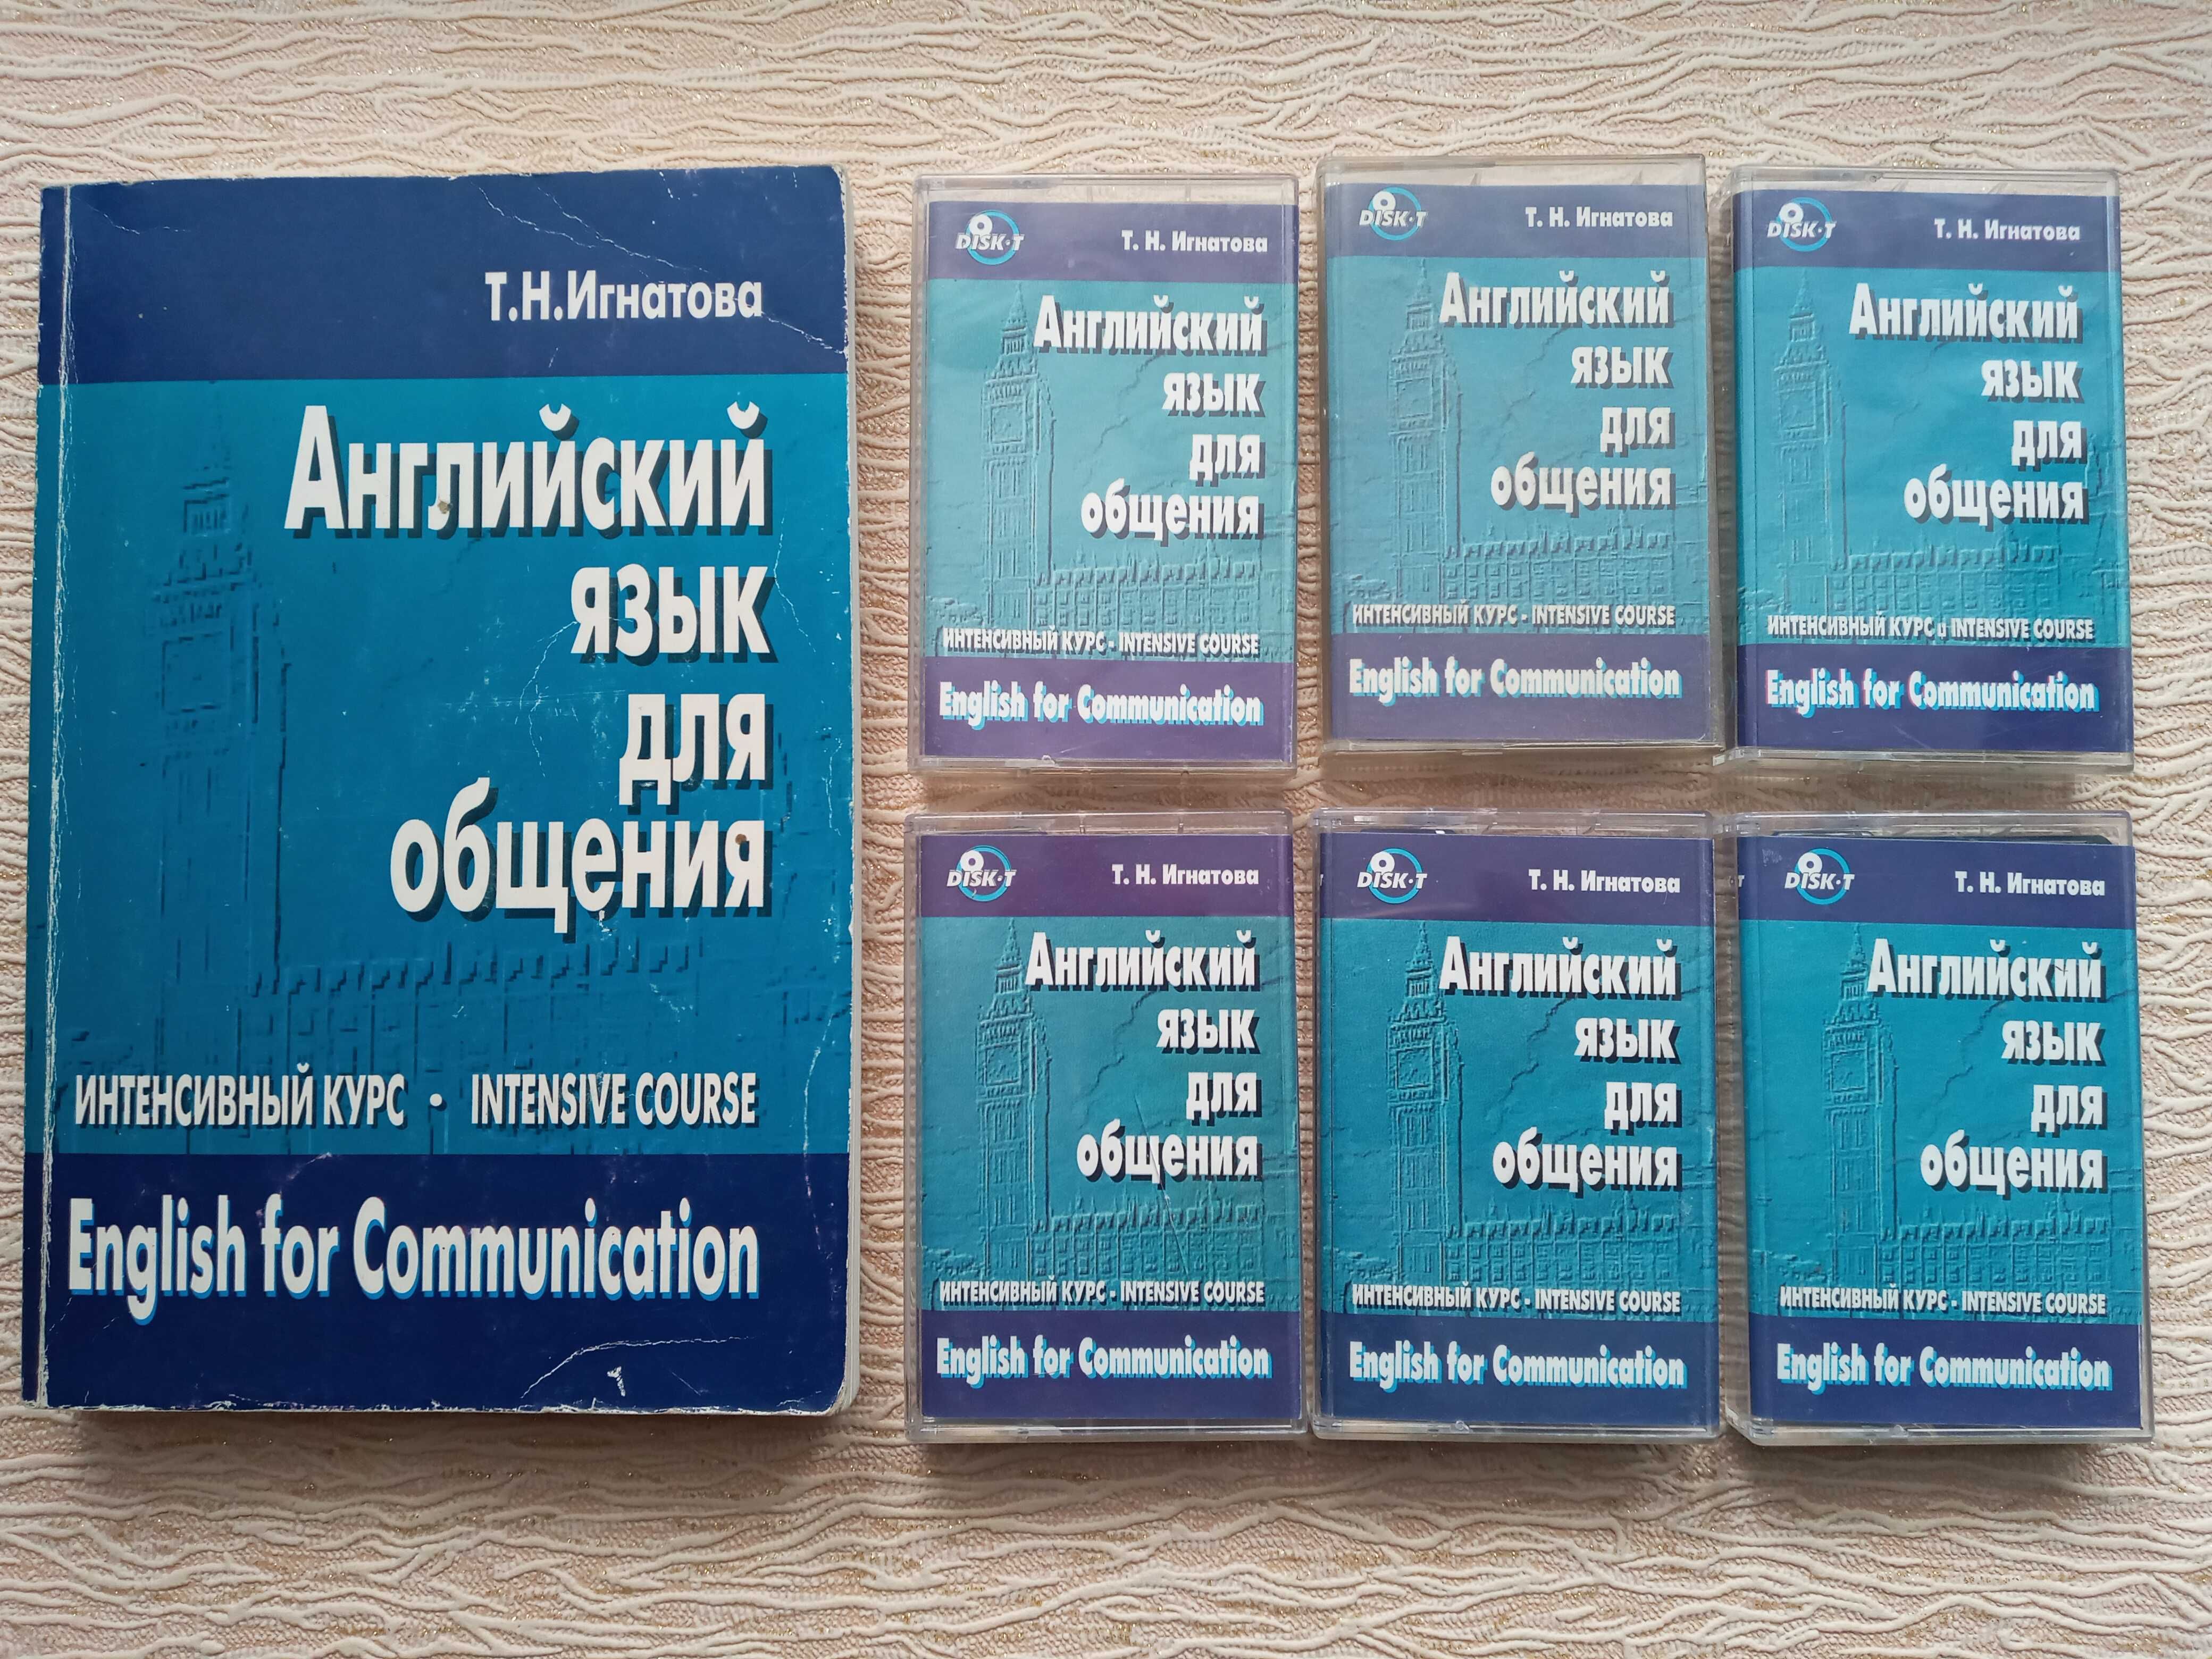 Т.Н.Игнатова
Английский
язык
для
общения
ИНТЕНСИВНЫЙ КУРС • INTENSIVE COURSE
English for Communication
DISK·T
Т. Н. Игнатова
Английский
язык
для
общения
ИНТЕНСИВНЫЙ КУРС - INTENSIVE COURSE
English for Communication
DISK·T
Т. Н. Игнатова
Английский
язык
для
общения
ИНТЕНСИВНЫЙ КУРС - INTENSIVE COURSE
English for Communication
DISK·T
Т. Н. Игнатова
Английский
язык
для
общения
ИНТЕНСИВНЫЙ КУРС и INTENSIVE COURSE
English for Communication
DISK·T
Т. Н. Игнатова
Английский
язык
для
общения
ИНТЕНСИВНЫЙ КУРС - INTENSIVE COURSE
English for Communication
DISK·T
Т. Н. Игнатова
Английский
язык
для
общения
ИНТЕНСИВНЫЙ КУРС - INTENSIVE COURSE
English for Communication
DISK·T
Т. Н. Игнатова
Английский
язык
для
общения
ИНТЕНСИВНЫЙ КУРС - INTENSIVE COURSE
English for Communication